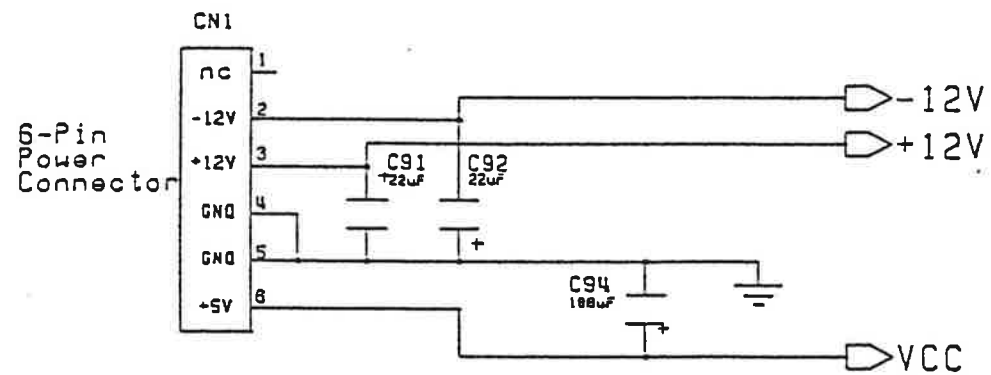 CN1
6-Pin
Power
Connector
nc 1
-12V 2
+12V 3
GND 4
GND 5
+5V 6
C91
+
22uF
C92
22uF
+
C94
100uF
+
-12V
+12V
VCC